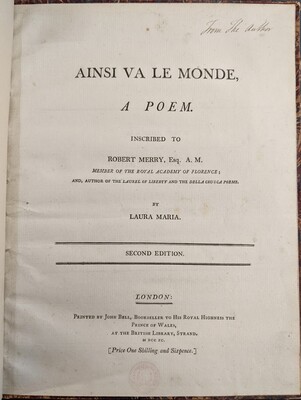 From The Author
AINSI VA LE MONDE,
A POEM.
INSCRIBED TO
ROBERT MERRY, Esq. A. M.
MEMBER OF THE ROYAL ACADEMY OF FLORENCE;
AND, AUTHOR OF THE LAUREL OF LIBERTY AND THE DELLA CRUSCA POEMS.
BY
LAURA MARIA.
SECOND EDITION.
LONDON:
Printed by John Bell, Bookseller to His Royal Highness the
Prince of Wales,
at the British Library, Strand,
M DCC XC.
[Price One Shilling and Sixpence.]